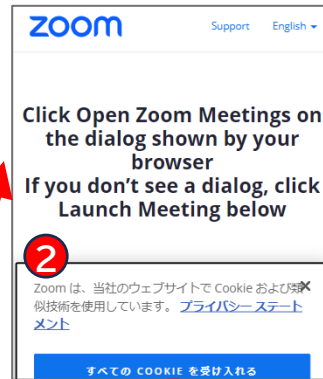 zoom
Support English
Click Open Zoom Meetings on
the dialog shown by your
browser
If you don't see a dialog, click
Launch Meeting below
2
Zoom は、当社のウェブサイトで Cookie および類
似技術を使用しています。 プライバシー ステート
メント
すべての COOKIE を受け入れる